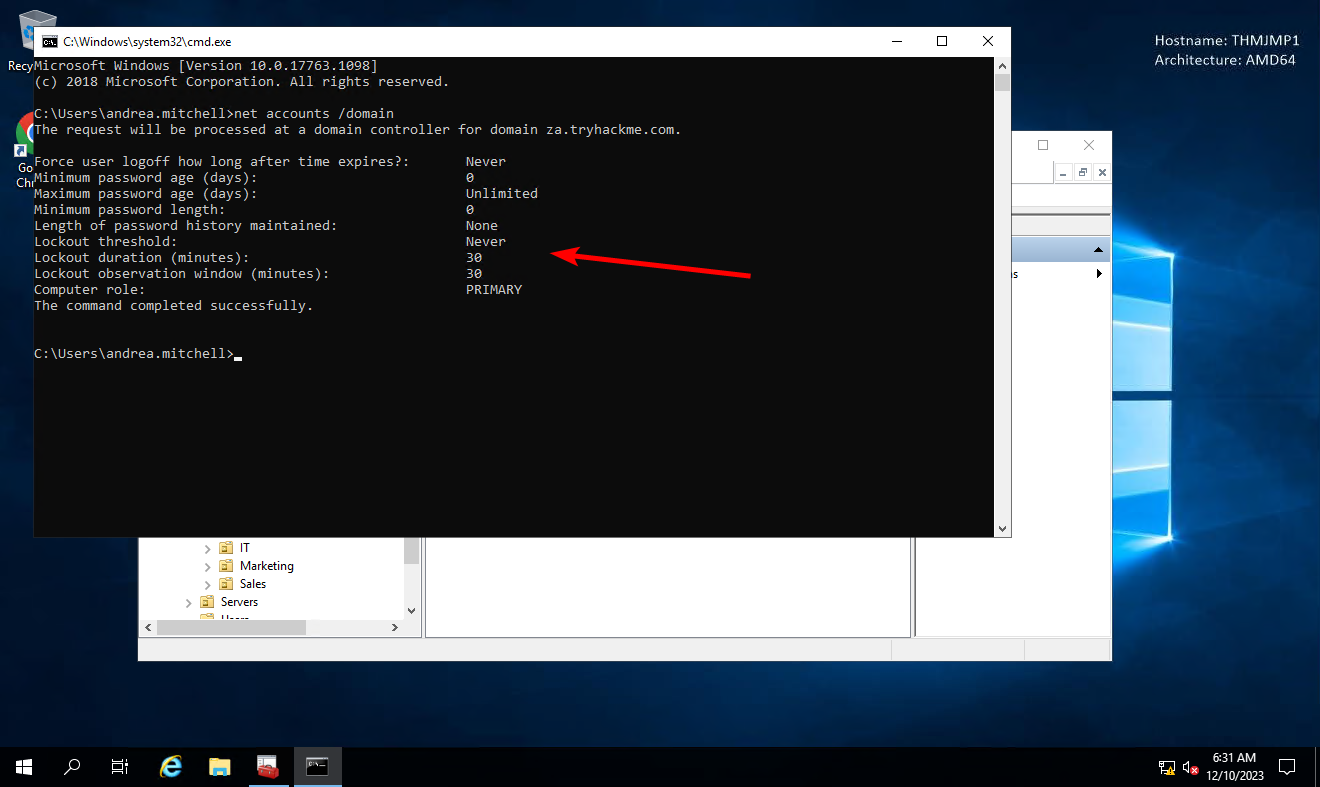 C:\Windows\system32\cmd.exe
Hostname: THMJMP1
Architecture: AMD64
Recy
Microsoft Windows [Version 10.0.17763.1098]
(c) 2018 Microsoft Corporation. All rights reserved.
C:\Users\andrea.mitchell>net accounts /domain
The request will be processed at a domain controller for domain za.tryhackme.com.
Go
Ch
Force user logoff how long after time expires?: Never
Minimum password age (days): 0
Maximum password age (days): Unlimited
Minimum password length: 0
Length of password history maintained: None
Lockout threshold: Never
Lockout duration (minutes): 30
Lockout observation window (minutes): 30
Computer role: PRIMARY
The command completed successfully.
C:\Users\andrea.mitchell>
IT
Marketing
Sales
Servers
Users
6:31 AM
12/10/2023